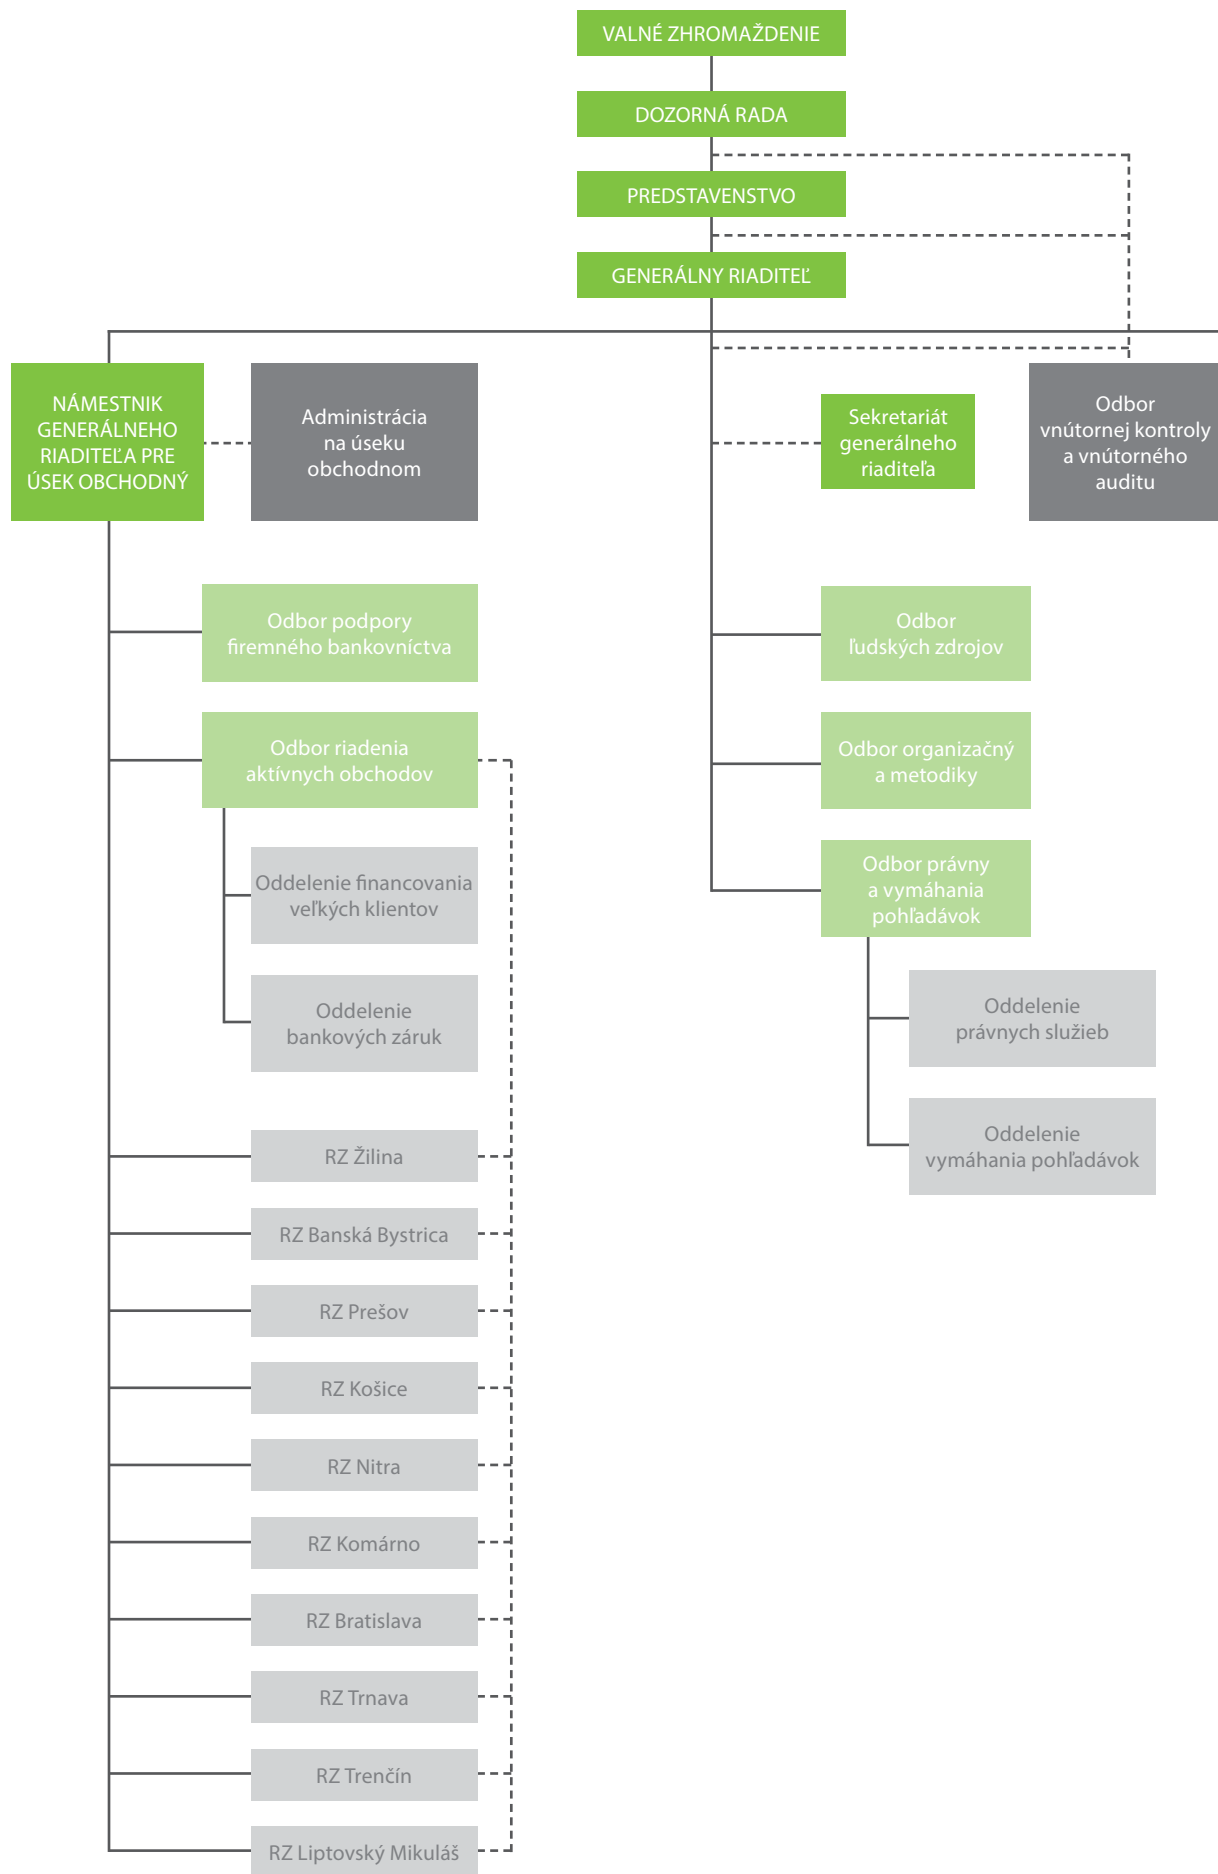 VALNÉ ZHROMAŽDENIE
DOZORNÁ RADA
PREDSTAVENSTVO
GENERÁLNY RIADITEĽ
NÁMESTNIK
GENERÁLNEHO
RIADITEĽA PRE
ÚSEK OBCHODNÝ
Administrácia
na úseku
obchodnom
Sekretariát
generálneho
riaditeľa
Odbor
vnútornej kontroly
a vnútorného
auditu
Odbor podpory
firemného bankovníctva
Odbor riadenia
aktívnych obchodov
Oddelenie financovania
veľkých klientov
Oddelenie
bankových záruk
RZ Žilina
RZ Banská Bystrica
RZ Prešov
RZ Košice
RZ Nitra
RZ Komárno
RZ Bratislava
RZ Trnava
RZ Trenčín
RZ Liptovský Mikuláš
Odbor
ľudských zdrojov
Odbor organizačný
a metodiky
Odbor právny
a vymáhania
pohľadávok
Oddelenie
právnych služieb
Oddelenie
vymáhania pohľadávok